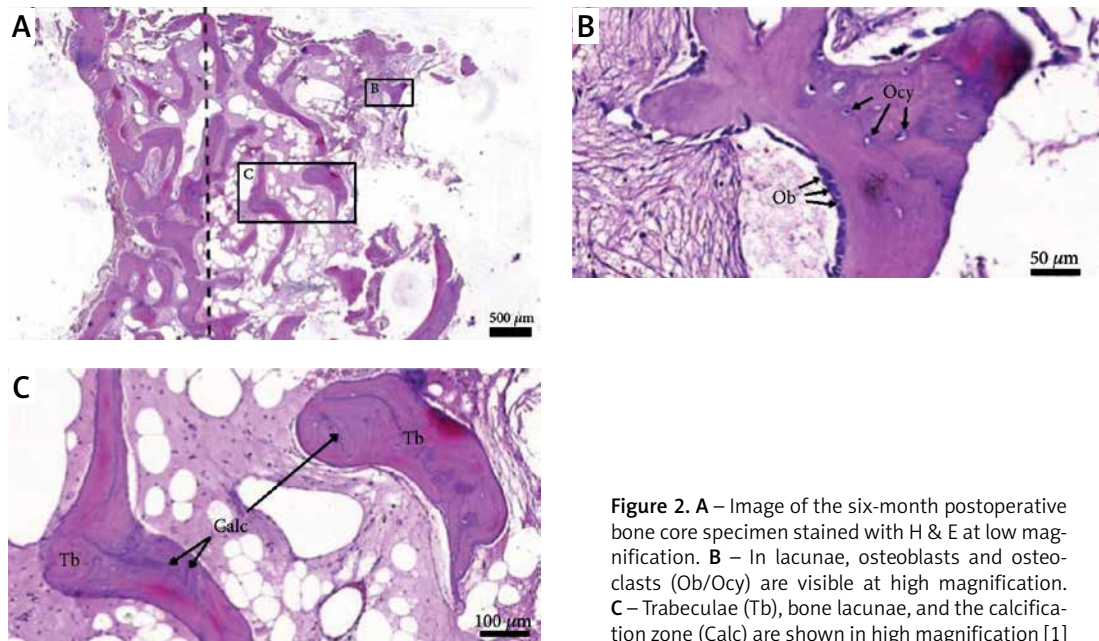 A
B
C
500 µm
B
Ocy
Ob
50 µm
C
Tb
Calc
Tb
100 µm
Figure 2. A – Image of the six-month postoperative
bone core specimen stained with H & E at low mag-
nification. B – In lacunae, osteoblasts and osteo-
clasts (Ob/Ocy) are visible at high magnification.
C – Trabeculae (Tb), bone lacunae, and the calcifica-
tion zone (Calc) are shown in high magnification [1]